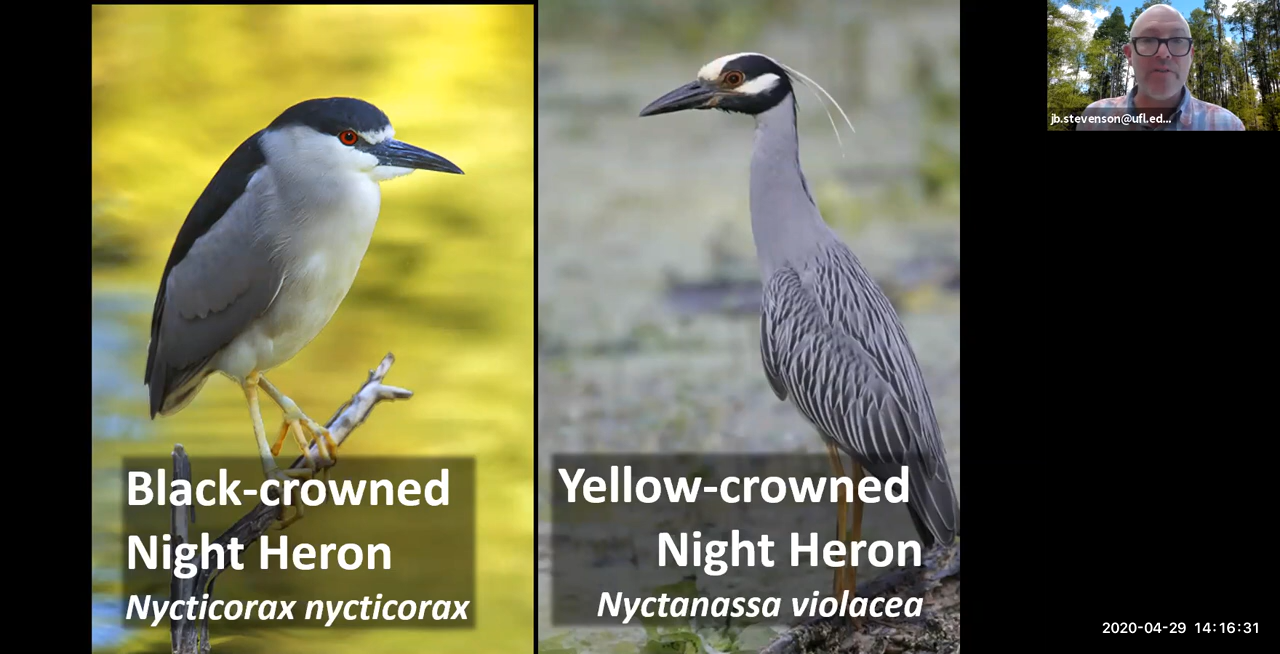 Black-crowned
Night Heron
Nycticorax nycticorax
Yellow-crowned
Night Heron
Nyctanassa violacea
jb.stevenson@ufl.ed...
2020-04-29 14:16:31